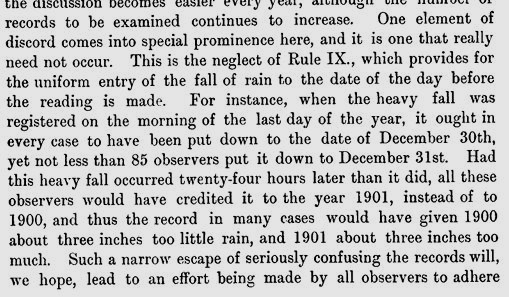 the discussion becomes easier every year, although the number of
records to be examined continues to increase. One element of
discord comes into special prominence here, and it is one that really
need not occur. This is the neglect of Rule IX., which provides for
the uniform entry of the fall of rain to the date of the day before
the reading is made. For instance, when the heavy fall was
registered on the morning of the last day of the year, it ought in
every case to have been put down to the date of December 30th,
yet not less than 85 observers put it down to December 31st. Had
this heavy fall occurred twenty-four hours later than it did, all these
observers would have credited it to the year 1901, instead of to
1900, and thus the record in many cases would have given 1900
about three inches too little rain, and 1901 about three inches too
much. Such a narrow escape of seriously confusing the records will,
we hope, lead to an effort being made by all observers to adhere